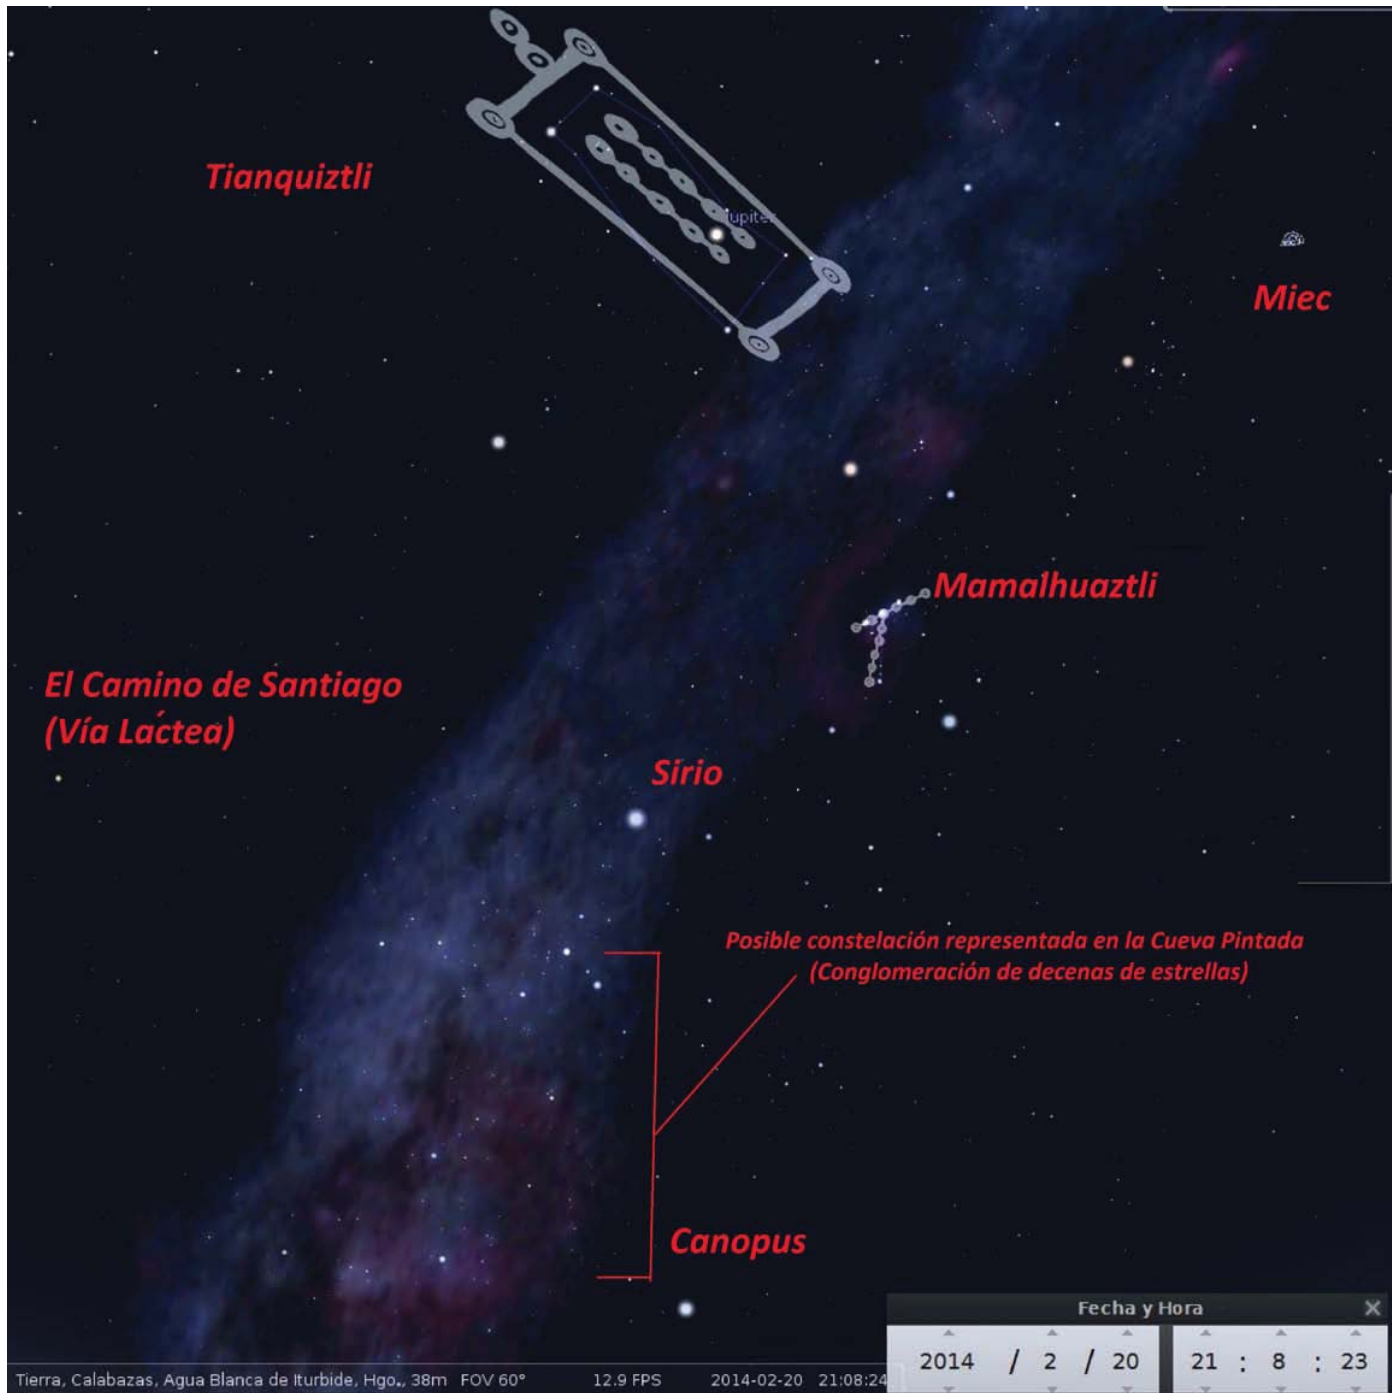 Tianquiztli
Jupiter
Miec
Mamalhuaztli
El Camino de Santiago
(Vía Láctea)
Sirio
Posible constelación representada en la Cueva Pintada
(Conglomeración de decenas de estrellas)
Canopus
Fecha y Hora
2014 / 2 / 20 21 : 8 : 23
Tierra, Calabazas, Agua Blanca de Iturbide, Hgo., 38m FOV 60° 12.9 FPS 2014-02-20 21:08:24